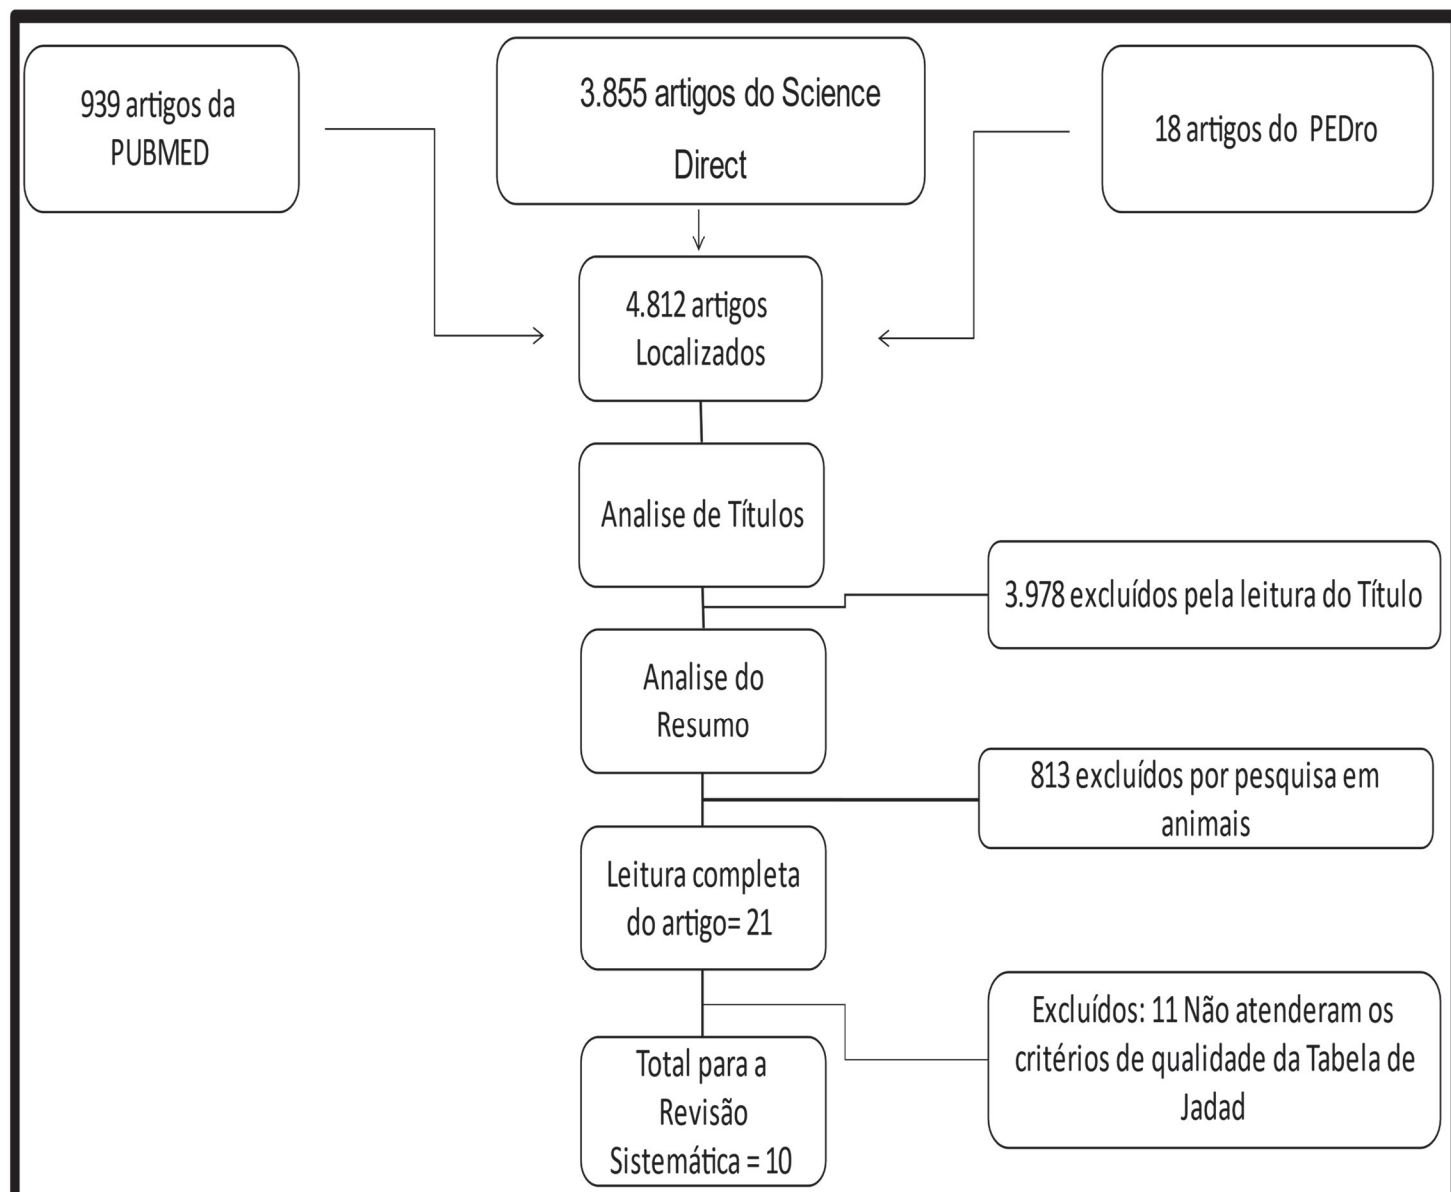 939 artigos da
PUBMED
3.855 artigos do Science
Direct
18 artigos do PEDro
4.812 artigos
Localizados
Analise de Títulos
3.978 excluídos pela leitura do Título
Analise do
Resumo
813 excluídos por pesquisa em
animais
Leitura completa
do artigo= 21
Excluídos: 11 Não atenderam os
critérios de qualidade da Tabela de
Jadad
Total para a
Revisão
Sistemática = 10